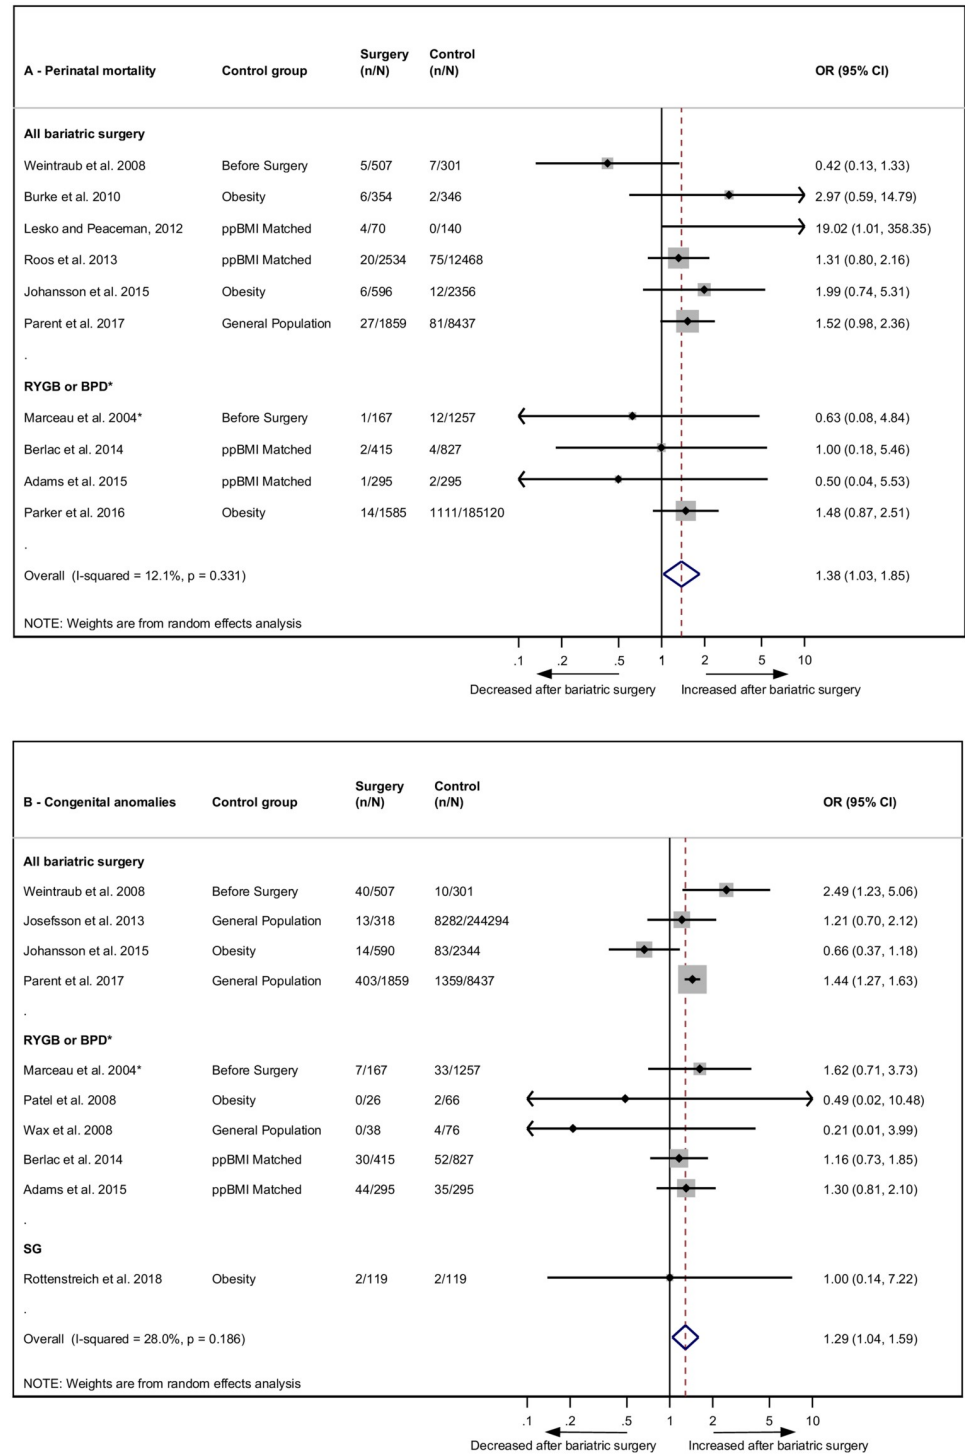 Surgery Control
A - Perinatal mortality Control group (n/N) (n/N) OR (95% CI)
All bariatric surgery
Weintraub et al. 2008 Before Surgery 5/507 7/301 0.42 (0.13, 1.33)
Burke et al. 2010 Obesity 6/354 2/346 2.97 (0.59, 14.79)
Lesko and Peaceman, 2012 ppBMI Matched 4/70 0/140 19.02 (1.01, 358.35)
Roos et al. 2013 ppBMI Matched 20/2534 75/12468 1.31 (0.80, 2.16)
Johansson et al. 2015 Obesity 6/596 12/2356 1.99 (0.74, 5.31)
Parent et al. 2017 General Population 27/1859 81/8437 1.52 (0.98, 2.36)
.
RYGB or BPD*
Marceau et al. 2004* Before Surgery 1/167 12/1257 0.63 (0.08, 4.84)
Berlac et al. 2014 ppBMI Matched 2/415 4/827 1.00 (0.18, 5.46)
Adams et al. 2015 ppBMI Matched 1/295 2/295 0.50 (0.04, 5.53)
Parker et al. 2016 Obesity 14/1585 1111/185120 1.48 (0.87, 2.51)
.
Overall (I-squared = 12.1%, p = 0.331) 1.38 (1.03, 1.85)
NOTE: Weights are from random effects analysis
.1 .2 .5 1 2 5 10
Decreased after bariatric surgery Increased after bariatric surgery
Surgery Control
B - Congenital anomalies Control group (n/N) (n/N) OR (95% CI)
All bariatric surgery
Weintraub et al. 2008 Before Surgery 40/507 10/301 2.49 (1.23, 5.06)
Josefsson et al. 2013 General Population 13/318 8282/244294 1.21 (0.70, 2.12)
Johansson et al. 2015 Obesity 14/590 83/2344 0.66 (0.37, 1.18)
Parent et al. 2017 General Population 403/1859 1359/8437 1.44 (1.27, 1.63)
.
RYGB or BPD*
Marceau et al. 2004* Before Surgery 7/167 33/1257 1.62 (0.71, 3.73)
Patel et al. 2008 Obesity 0/26 2/66 0.49 (0.02, 10.48)
Wax et al. 2008 General Population 0/38 4/76 0.21 (0.01, 3.99)
Berlac et al. 2014 ppBMI Matched 30/415 52/827 1.16 (0.73, 1.85)
Adams et al. 2015 ppBMI Matched 44/295 35/295 1.30 (0.81, 2.10)
.
SG
Rottenstreich et al. 2018 Obesity 2/119 2/119 1.00 (0.14, 7.22)
.
Overall (I-squared = 28.0%, p = 0.186) 1.29 (1.04, 1.59)
NOTE: Weights are from random effects analysis
.1 .2 .5 1 2 5 10
Decreased after bariatric surgery Increased after bariatric surgery